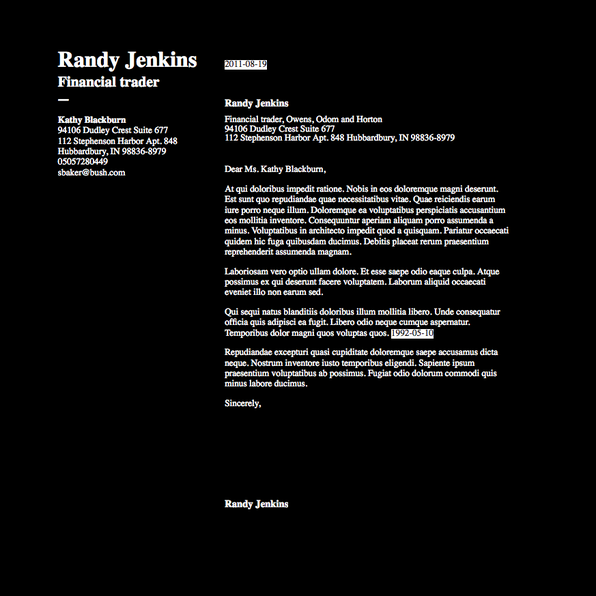 Randy Jenkins
Financial trader
Kathy Blackburn
94106 Dudley Crest Suite 677
112 Stephenson Harbor Apt. 848
Hubbardbury, IN 98836-8979
05057280449
sbaker@bush.com
2011-08-19
Randy Jenkins
Financial trader, Owens, Odom and Horton
94106 Dudley Crest Suite 677
112 Stephenson Harbor Apt. 848 Hubbardbury, IN 98836-8979
Dear Ms. Kathy Blackburn,
At qui doloribus impedit ratione. Nobis in eos doloremque magni deserunt.
Est sunt quo repudiandae quae necessitatibus vitae. Quae reiciendis earum
iure porro neque illum. Doloremque ea voluptatibus perspiciatis accusantium
eos mollitia inventore. Consequuntur aperiam aliquam porro assumenda a
minus. Voluptatibus in architecto impedit quod a quisquam. Pariatur occaecati
quidem hic fuga quibusdam ducimus. Debitis placeat rerum praesentium
reprehenderit assumenda magnam.
Laboriosam vero optio ullam dolore. Et esse saepe odio eaque culpa. Atque
possimus ex qui deserunt facere voluptatem. Laborum aliquid occaecati
eveniet illo non earum sed.
Qui sequi natus blanditiis doloribus illum mollitia libero. Unde consequatur
officia quis adipisci ea fugit. Libero odio neque cumque aspernatur.
Temporibus dolor magni quos voluptas quos. 1992-05-10
Repudiandae excepturi quasi cupiditate doloremque saepe accusamus dicta
neque. Nostrum inventore iusto temporibus eligendi. Sapiente ipsum
praesentium voluptatibus ab possimus. Fugiat odio dolorum commodi quis
minus labore ducimus.
Sincerely,
Randy Jenkins